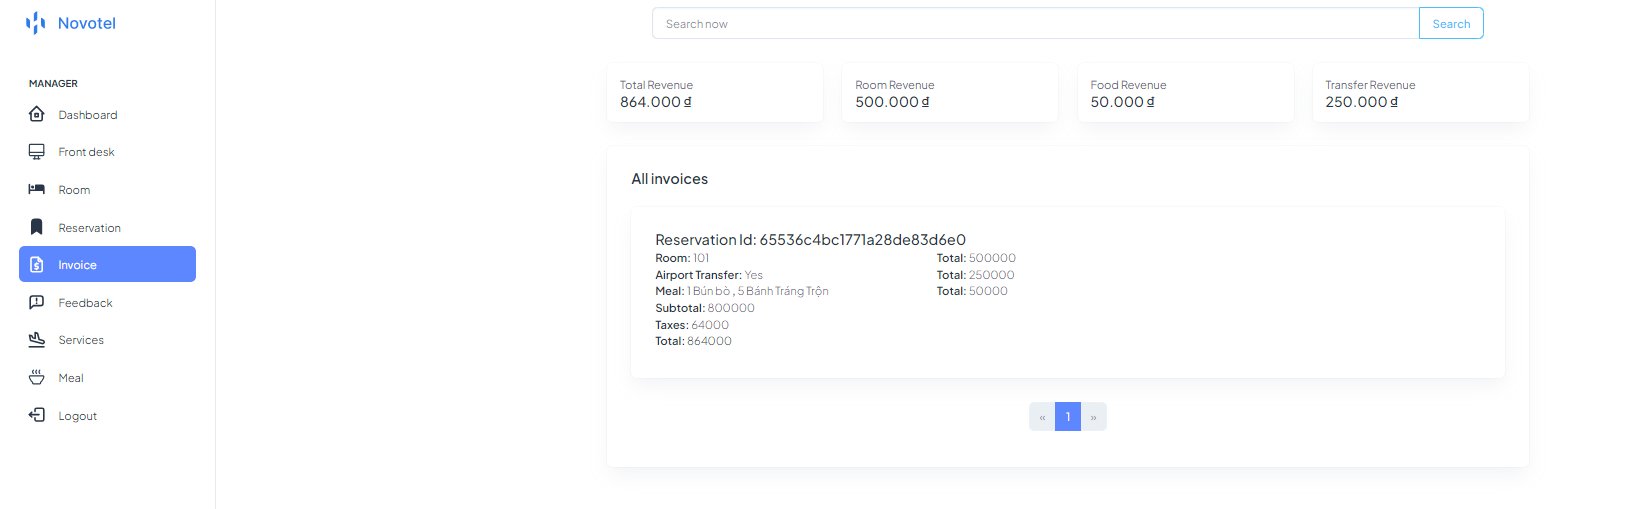 Novotel
MANAGER
Dashboard
Front desk
Room
Reservation
Invoice
Feedback
Services
Meal
Logout
Search now
Search
Total Revenue
864.000 ₫
Room Revenue
500.000 ₫
Food Revenue
50.000 ₫
Transfer Revenue
250.000 ₫
All invoices
Reservation Id: 65536c4bc1771a28de83d6e0
Room: 101 Total: 500000
Airport Transfer: Yes Total: 250000
Meal: 1 Bún bò , 5 Bánh Tráng Trộn Total: 50000
Subtotal: 800000
Taxes: 64000
Total: 864000
« 1 »